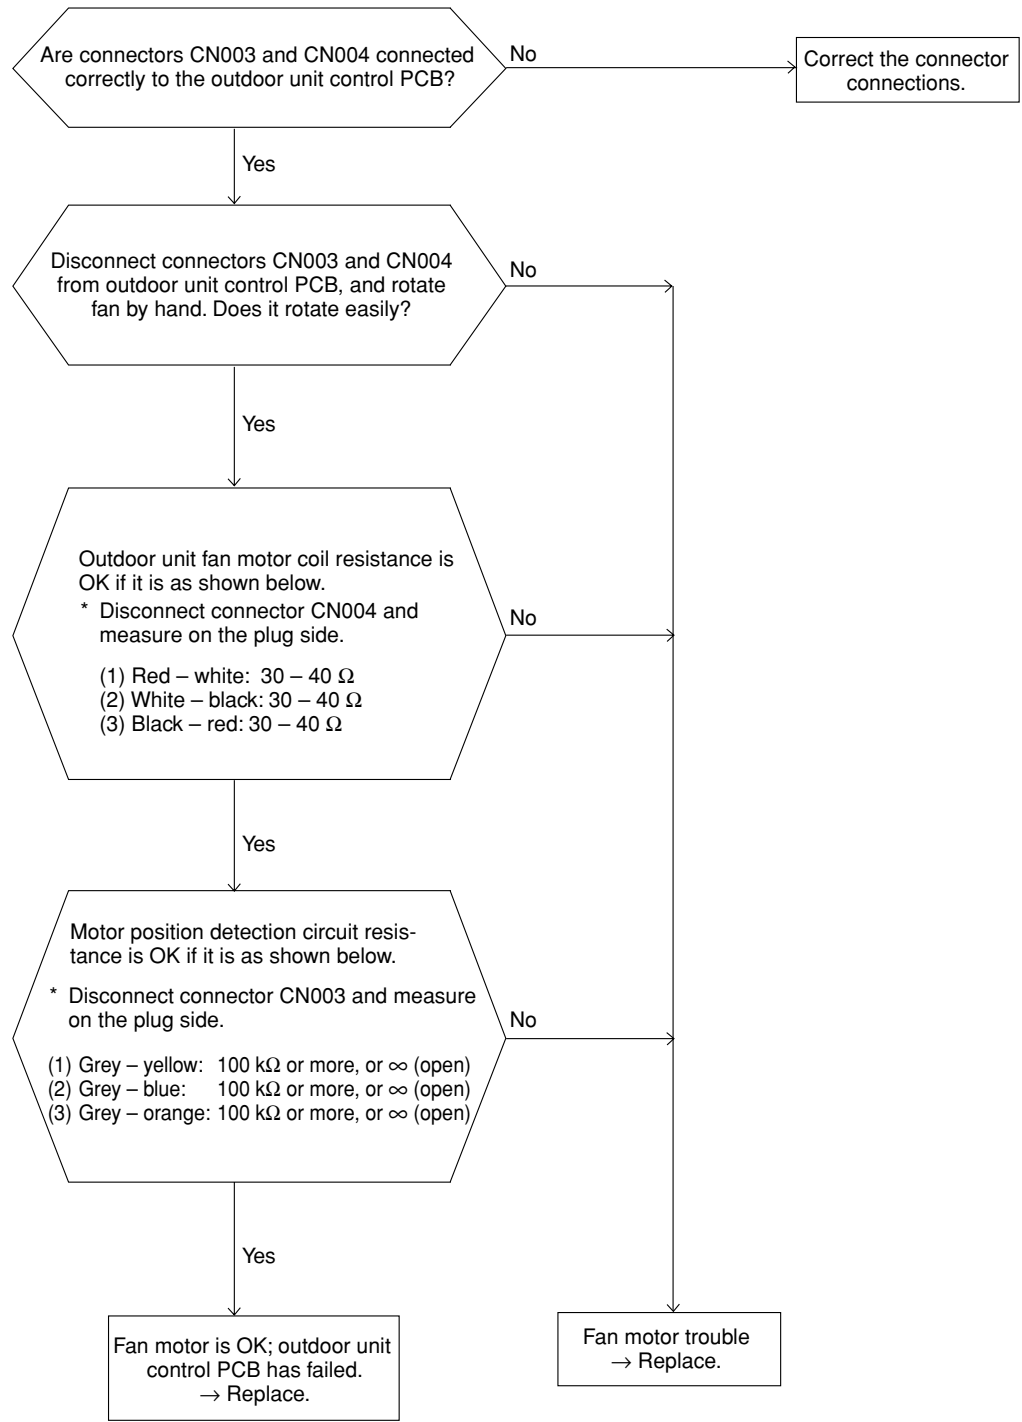 Are connectors CN003 and CN004 connected
correctly to the outdoor unit control PCB?
No
Correct the connector
connections.
Yes
Disconnect connectors CN003 and CN004
from outdoor unit control PCB, and rotate
fan by hand. Does it rotate easily?
No
Yes
Outdoor unit fan motor coil resistance is
OK if it is as shown below.
* Disconnect connector CN004 and
measure on the plug side.
(1) Red – white: 30 – 40 Ω
(2) White – black: 30 – 40 Ω
(3) Black – red: 30 – 40 Ω
No
Yes
Motor position detection circuit resis-
tance is OK if it is as shown below.
* Disconnect connector CN003 and measure
on the plug side.
(1) Grey – yellow: 100 kΩ or more, or ∞ (open)
(2) Grey – blue: 100 kΩ or more, or ∞ (open)
(3) Grey – orange: 100 kΩ or more, or ∞ (open)
No
Yes
Fan motor is OK; outdoor unit
control PCB has failed.
→ Replace.
Fan motor trouble
→ Replace.